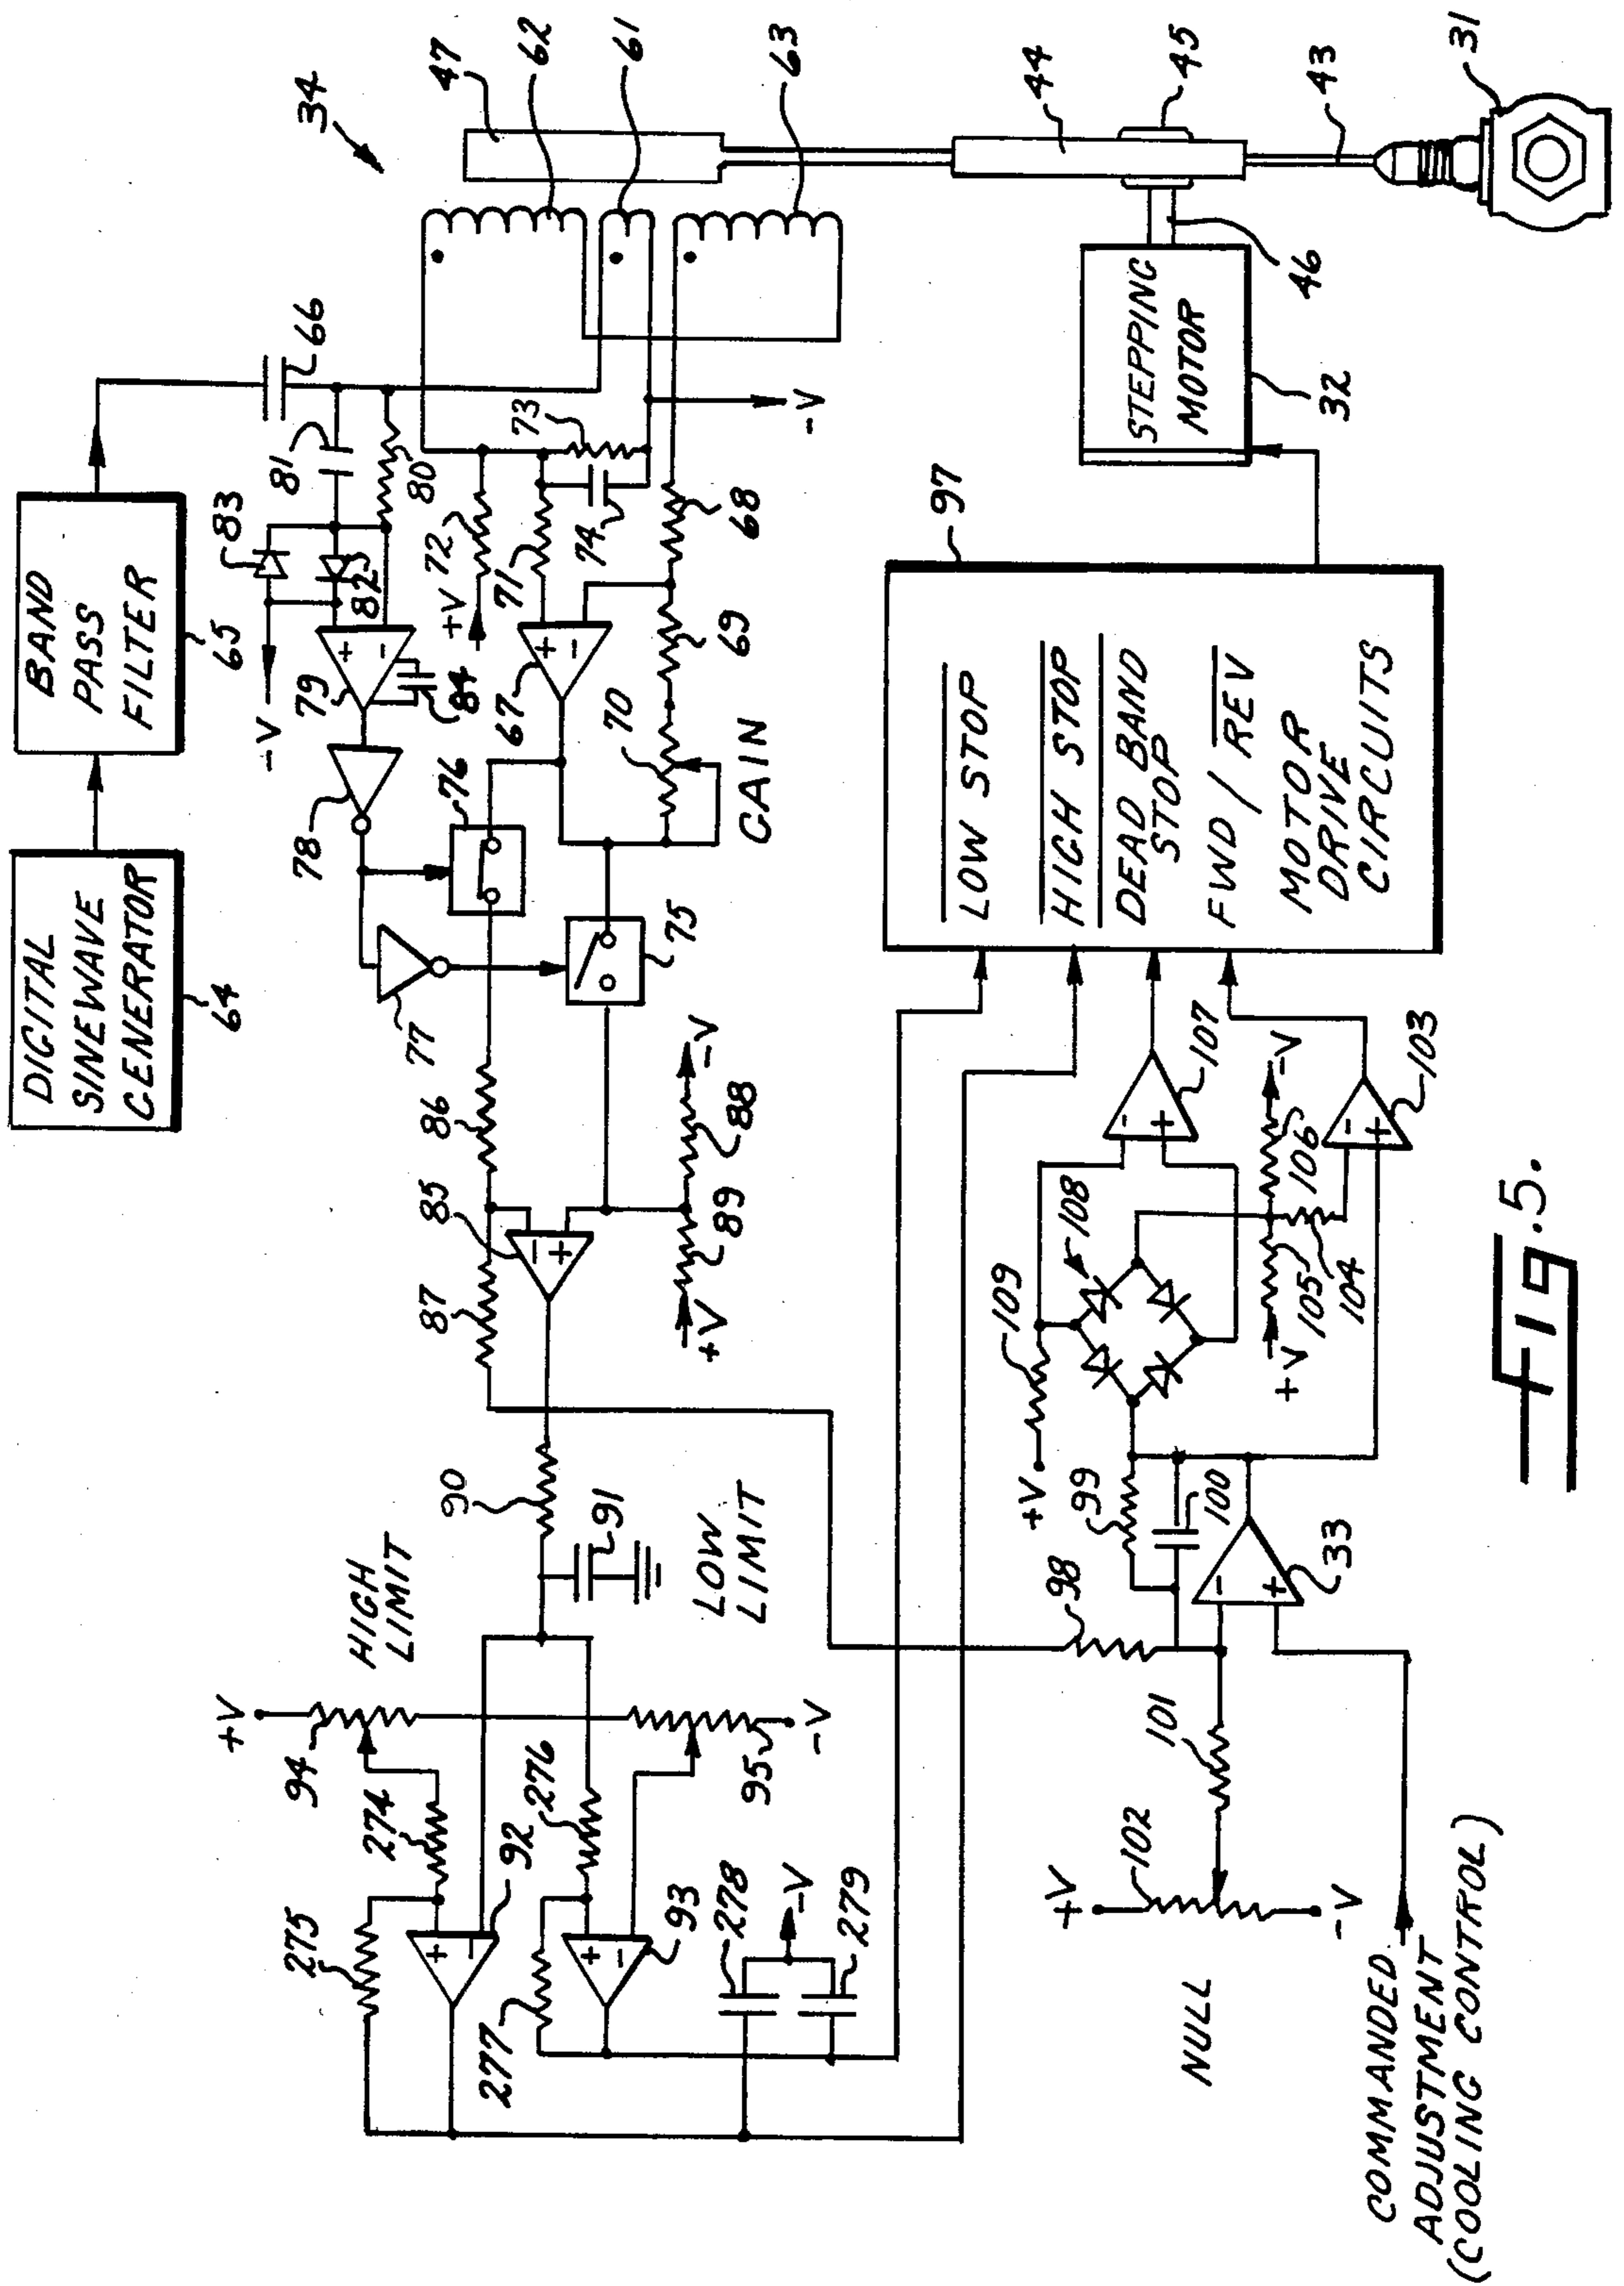 34
47
62
61
63
44
45
43
31
46
STEPPING
MOTOR
32
DIGITAL
SINEWAVE
GENERATOR
64
BAND
PASS
FILTER
65
66
81
80
83
82
-V
79
84
78
76
77
75
+V
72
73
71
74
-V
67
68
69
70
GAIN
86
85
87
88
89
+V
-V
90
91
HIGH
LIMIT
LOW
LIMIT
+V
94
95
-V
274
275
92
276
277
93
278
279
-V
97
LOW STOP
HIGH STOP
DEAD BAND
STOP
FWD / REV
MOTOR
DRIVE
CIRCUITS
107
103
108
109
+V
106
105
104
+V
-V
99
100
98
33
101
102
+V
-V
NULL
COMMANDED
ADJUSTMENT
(COOLING CONTROL)
+
-
+
-
-
+
+
-
+
-
-
+
-
+
-
+
FIG. 5.